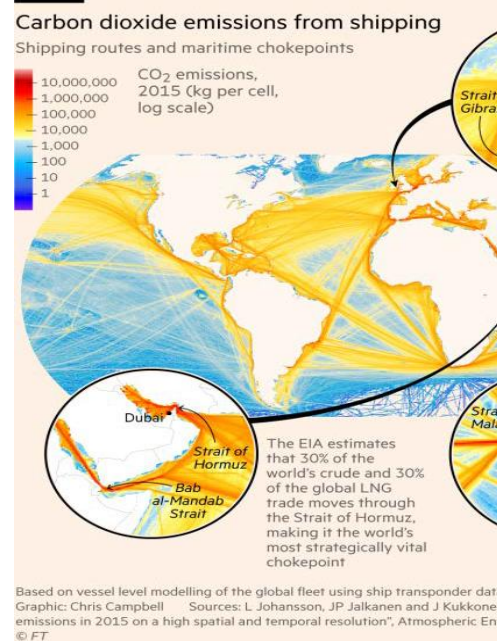 Carbon dioxide emissions from shipping
Shipping routes and maritime chokepoints
10,000,000
1,000,000
100,000
10,000
1,000
100
10
1
CO₂ emissions,
2015 (kg per cell,
log scale)
Strait
Gibra
Dubai
Strait of
Hormuz
Bab
al-Mandab
Strait
The EIA estimates
that 30% of the
world's crude and 30%
of the global LNG
trade moves through
the Strait of Hormuz,
making it the world's
most strategically vital
chokepoint
Stra
Mala
Based on vessel level modelling of the global fleet using ship transponder dat
Graphic: Chris Campbell Sources: L Johansson, JP Jalkanen and J Kukkone
emissions in 2015 on a high spatial and temporal resolution", Atmospheric En
© FT